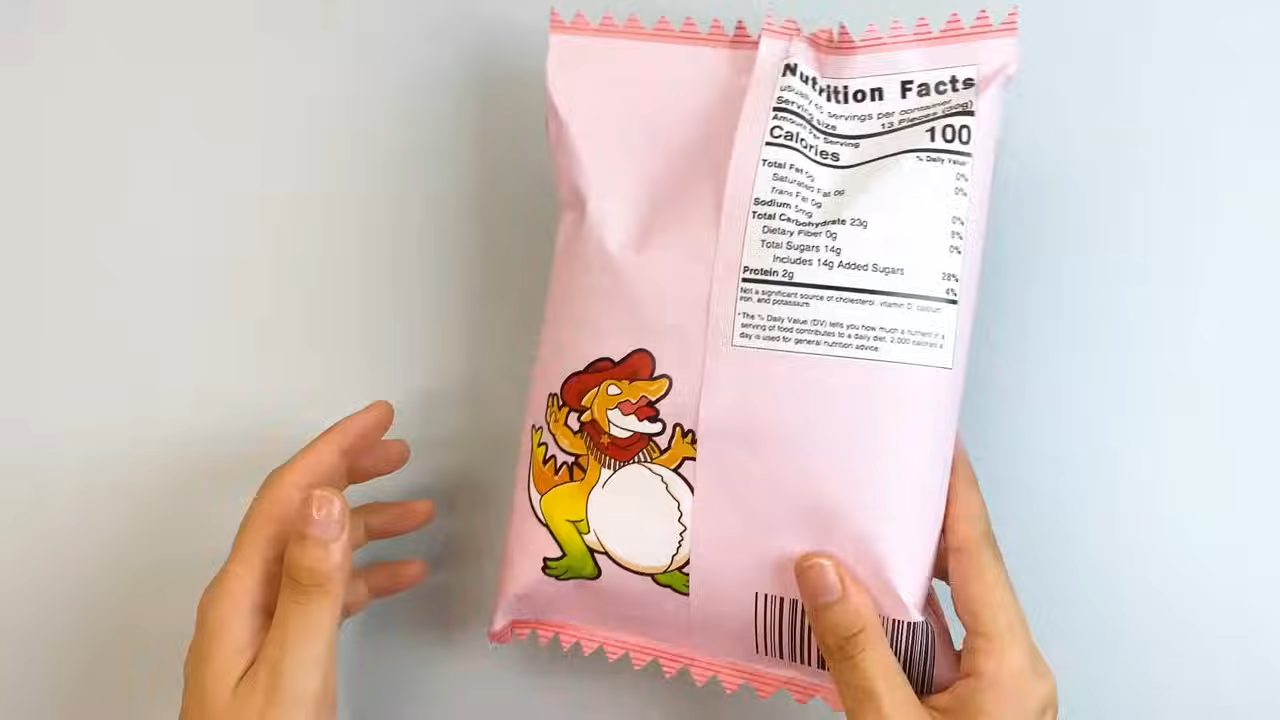 Nutrition Facts
usually servings per container
Serving size 13 Pieces (30g)
Amount Per Serving
Calories 100
% Daily Value*
Total Fat 0g 0%
Saturated Fat 0g 0%
Trans Fat 0g
Sodium 5mg 0%
Total Carbohydrate 23g 8%
Dietary Fiber 0g 0%
Total Sugars 14g
Includes 14g Added Sugars 28%
Protein 2g 4%
Not a significant source of cholesterol, vitamin D, calcium,
iron, and potassium
*The % Daily Value (DV) tells you how much a nutrient in a
serving of food contributes to a daily diet. 2,000 calories a
day is used for general nutrition advice.